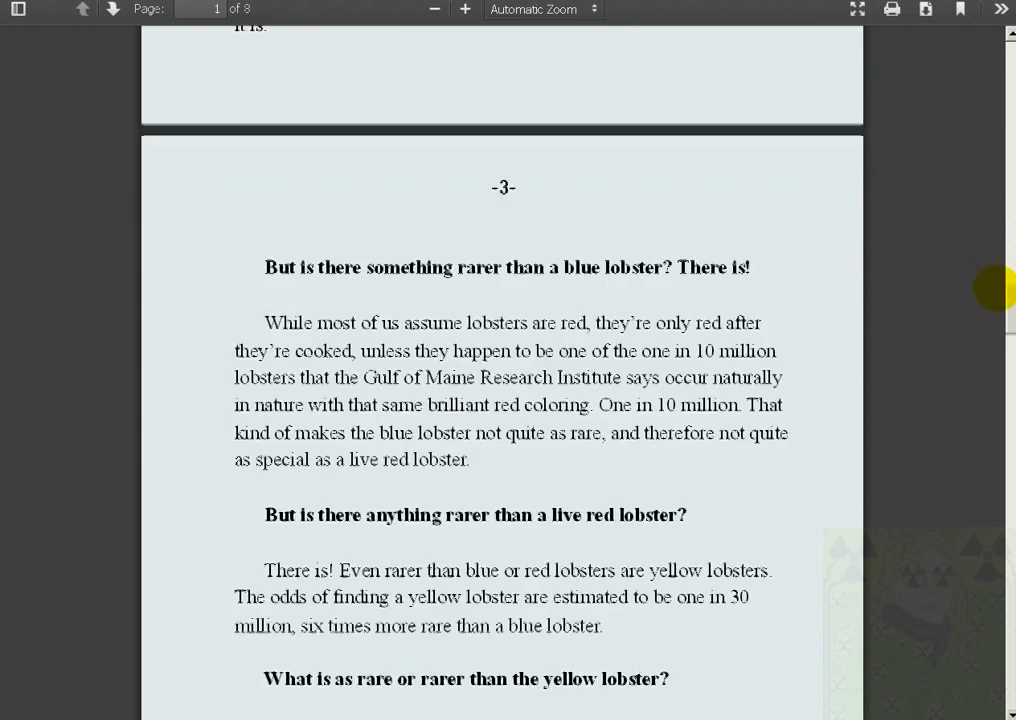 Page: 1 of 8
Automatic Zoom
it is.
-3-
But is there something rarer than a blue lobster? There is!
While most of us assume lobsters are red, they’re only red after
they’re cooked, unless they happen to be one of the one in 10 million
lobsters that the Gulf of Maine Research Institute says occur naturally
in nature with that same brilliant red coloring. One in 10 million. That
kind of makes the blue lobster not quite as rare, and therefore not quite
as special as a live red lobster.
But is there anything rarer than a live red lobster?
There is! Even rarer than blue or red lobsters are yellow lobsters.
The odds of finding a yellow lobster are estimated to be one in 30
million, six times more rare than a blue lobster.
What is as rare or rarer than the yellow lobster?